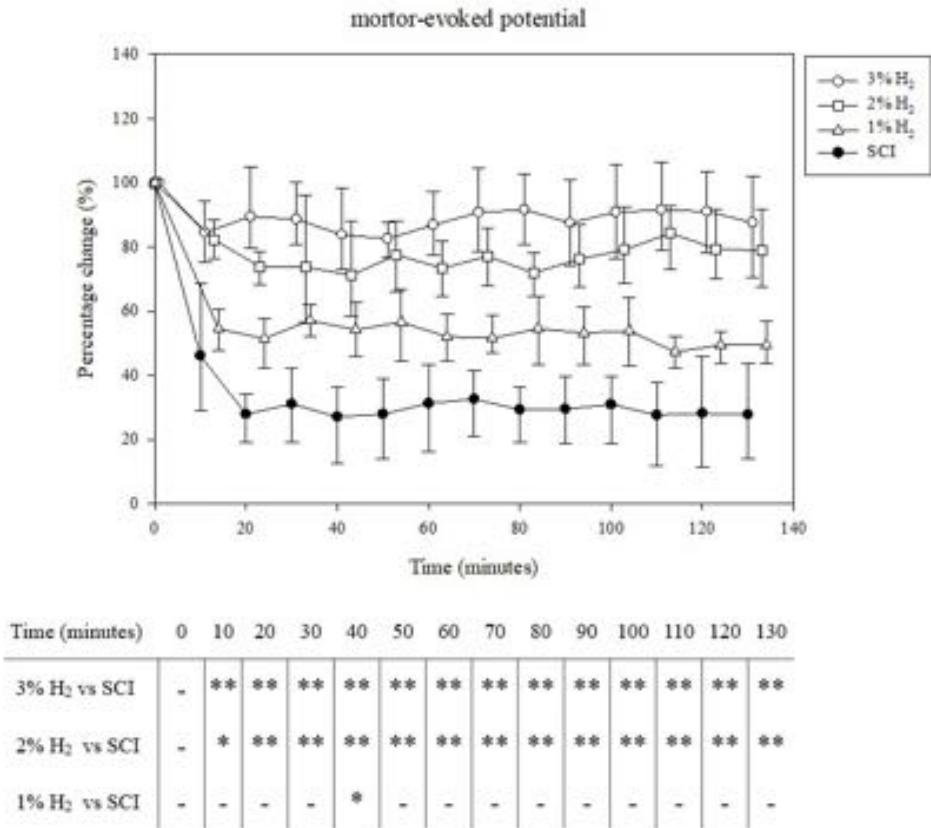 mortor-evoked potential
140
120
100
80
60
40
20
0
Percentage change (%)
3% H₂
2% H₂
1% H₂
SCI
0 20 40 60 80 100 120 140
Time (minutes)
Time (minutes) 0 10 20 30 40 50 60 70 80 90 100 110 120 130
3% H₂ vs SCI - ** ** ** ** ** ** ** ** ** ** ** ** **
2% H₂ vs SCI - * ** ** ** ** ** ** ** ** ** ** ** **
1% H₂ vs SCI - - - - * - - - - - - - - -